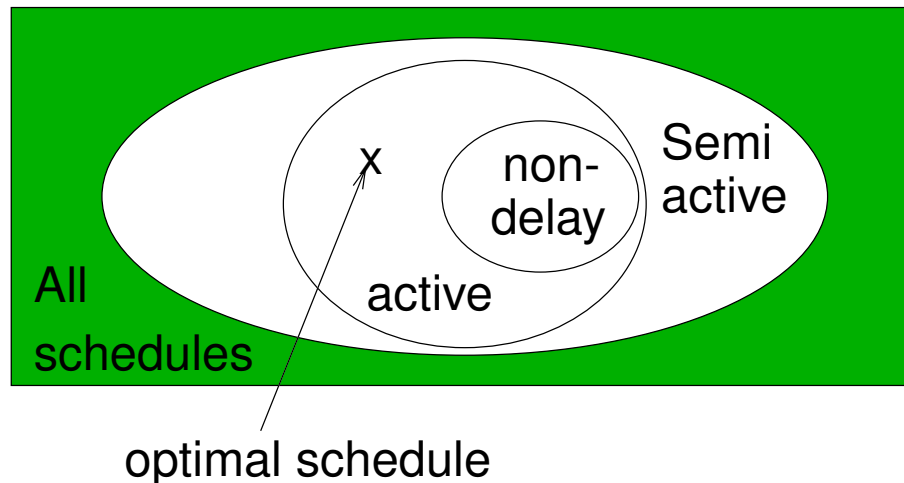 x
non-
delay
Semi
active
active
All
schedules
optimal schedule